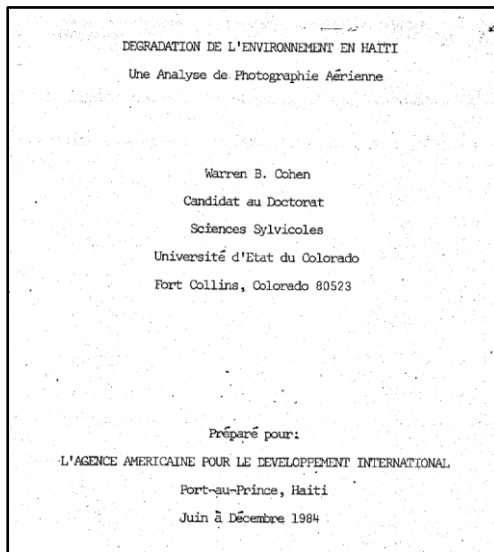 DEGRADATION DE L'ENVIRONNEMENT EN HAITI
Une Analyse de Photographie Aérienne
Warren B. Cohen
Candidat au Doctorat
Sciences Sylvicoles
Université d'Etat du Colorado
Fort Collins, Colorado 80523
Préparé pour:
L'AGENCE AMERICAINE POUR LE DEVELOPPEMENT INTERNATIONAL
Port-au-Prince, Haiti
Juin à Décembre 1984